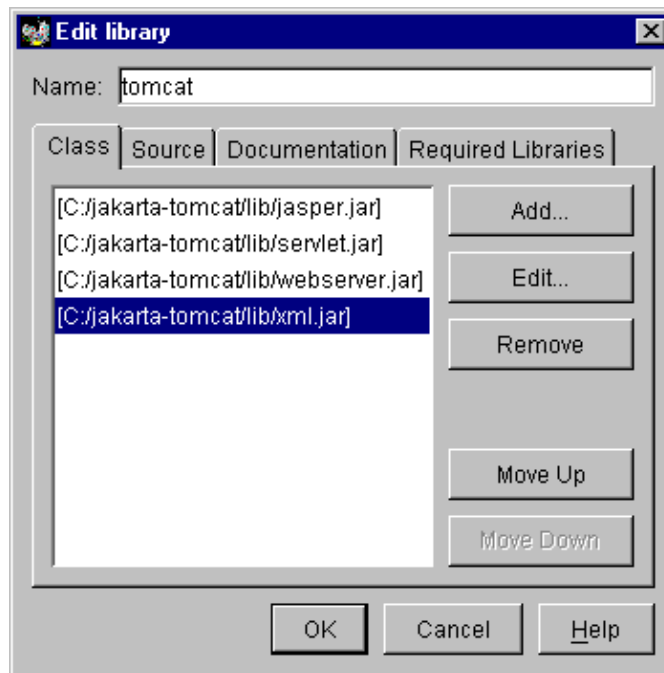 Edit library
Name: tomcat
Class Source Documentation Required Libraries
[C:/jakarta-tomcat/lib/jasper.jar]
[C:/jakarta-tomcat/lib/servlet.jar]
[C:/jakarta-tomcat/lib/webserver.jar]
[C:/jakarta-tomcat/lib/xml.jar]
Add...
Edit...
Remove
Move Up
Move Down
OK Cancel Help